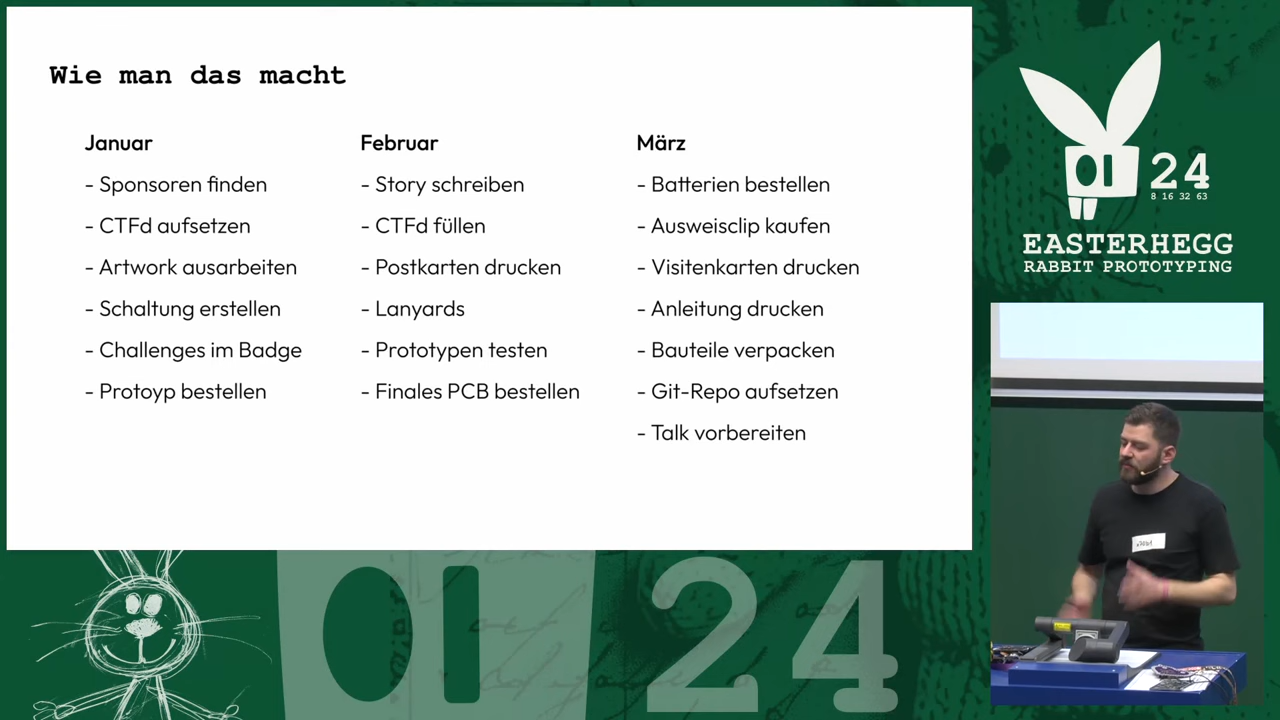 Wie man das macht
Januar
- Sponsoren finden
- CTFd aufsetzen
- Artwork ausarbeiten
- Schaltung erstellen
- Challenges im Badge
- Protoyp bestellen
Februar
- Story schreiben
- CTFd füllen
- Postkarten drucken
- Lanyards
- Prototypen testen
- Finales PCB bestellen
März
- Batterien bestellen
- Ausweisclip kaufen
- Visitenkarten drucken
- Anleitung drucken
- Bauteile verpacken
- Git-Repo aufsetzen
- Talk vorbereiten
24
8 16 32 63
EASTERHEGG
RABBIT PROTOTYPING
24